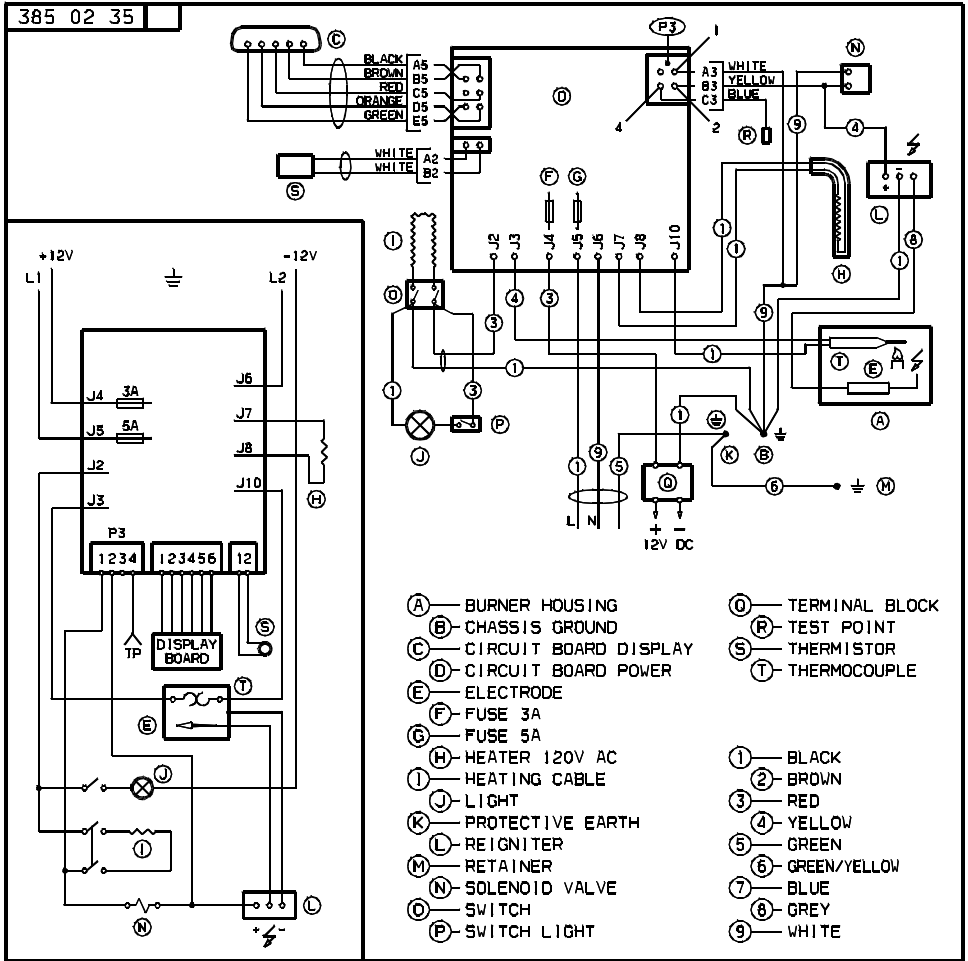 385 02 35
C
BLACK A5
BROWN B5
RED C5
ORANGE D5
GREEN E5
WHITE A2
WHITE B2
S
D
P3
1
A3 WHITE
B3 YELLOW
C3 BLUE
4
2
R
N
9
4
L
+ -
1
8
H
F G
J2 J3 J4 J5 J6 J7 J8 J10
I
O
3 4 3
1 1
9
1
1
1 3
J
P
T
E
A
1
K
B
1 9 5
Q
6
M
L N
+ -
12V DC
+12V
-12V
L1
L2
J4 3A
J5 5A
J2
J3
J6
J7
J8
J10
H
P3
1234
123456
12
TP
DISPLAY
BOARD
S
T
E
J
I
N
L
+ -
A BURNER HOUSING
B CHASSIS GROUND
C CIRCUIT BOARD DISPLAY
D CIRCUIT BOARD POWER
E ELECTRODE
F FUSE 3A
G FUSE 5A
H HEATER 120V AC
I HEATING CABLE
J LIGHT
K PROTECTIVE EARTH
L REIGNITER
M RETAINER
N SOLENOID VALVE
O SWITCH
P SWITCH LIGHT
Q TERMINAL BLOCK
R TEST POINT
S THERMISTOR
T THERMOCOUPLE
1 BLACK
2 BROWN
3 RED
4 YELLOW
5 GREEN
6 GREEN/YELLOW
7 BLUE
8 GREY
9 WHITE